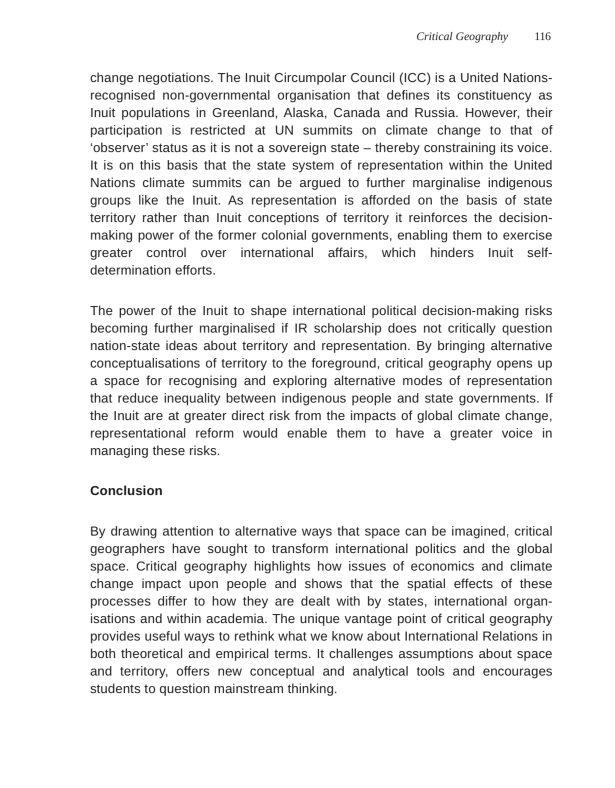 Critical Geography 116
change negotiations. The Inuit Circumpolar Council (ICC) is a United Nations-
recognised non-governmental organisation that defines its constituency as
Inuit populations in Greenland, Alaska, Canada and Russia. However, their
participation is restricted at UN summits on climate change to that of
‘observer’ status as it is not a sovereign state – thereby constraining its voice.
It is on this basis that the state system of representation within the United
Nations climate summits can be argued to further marginalise indigenous
groups like the Inuit. As representation is afforded on the basis of state
territory rather than Inuit conceptions of territory it reinforces the decision-
making power of the former colonial governments, enabling them to exercise
greater control over international affairs, which hinders Inuit self-
determination efforts.
The power of the Inuit to shape international political decision-making risks
becoming further marginalised if IR scholarship does not critically question
nation-state ideas about territory and representation. By bringing alternative
conceptualisations of territory to the foreground, critical geography opens up
a space for recognising and exploring alternative modes of representation
that reduce inequality between indigenous people and state governments. If
the Inuit are at greater direct risk from the impacts of global climate change,
representational reform would enable them to have a greater voice in
managing these risks.
Conclusion
By drawing attention to alternative ways that space can be imagined, critical
geographers have sought to transform international politics and the global
space. Critical geography highlights how issues of economics and climate
change impact upon people and shows that the spatial effects of these
processes differ to how they are dealt with by states, international organ-
isations and within academia. The unique vantage point of critical geography
provides useful ways to rethink what we know about International Relations in
both theoretical and empirical terms. It challenges assumptions about space
and territory, offers new conceptual and analytical tools and encourages
students to question mainstream thinking.